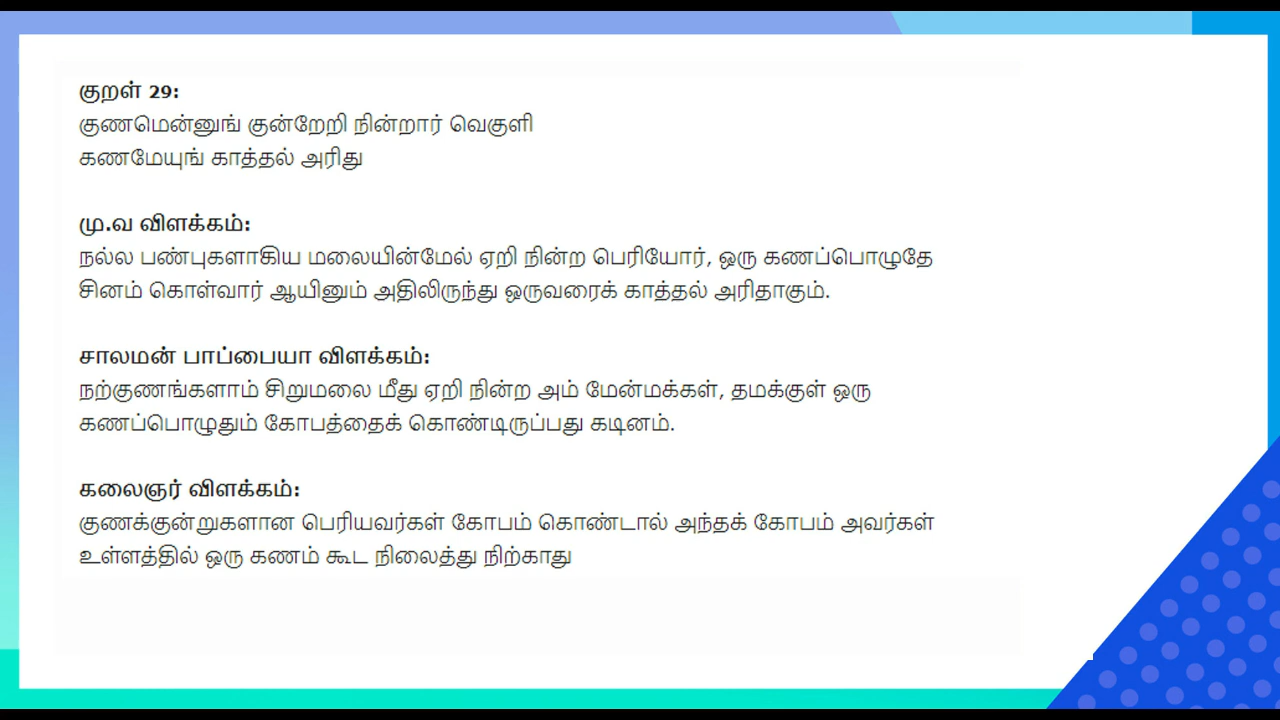 குறள் 29:
குணமென்னுங் குன்றேறி நின்றார் வெகுளி
கணமேயுங் காத்தல் அரிது
மு.வ விளக்கம்:
நல்ல பண்புகளாகிய மலையின்மேல் ஏறி நின்ற பெரியோர், ஒரு கணப்பொழுதே
சினம் கொள்வார் ஆயினும் அதிலிருந்து ஒருவரைக் காத்தல் அரிதாகும்.
சாலமன் பாப்பையா விளக்கம்:
நற்குணங்களாம் சிறுமலை மீது ஏறி நின்ற அம் மேன்மக்கள், தமக்குள் ஒரு
கணப்பொழுதும் கோபத்தைக் கொண்டிருப்பது கடினம்.
கலைஞர் விளக்கம்:
குணக்குன்றுகளான பெரியவர்கள் கோபம் கொண்டால் அந்தக் கோபம் அவர்கள்
உள்ளத்தில் ஒரு கணம் கூட நிலைத்து நிற்காது